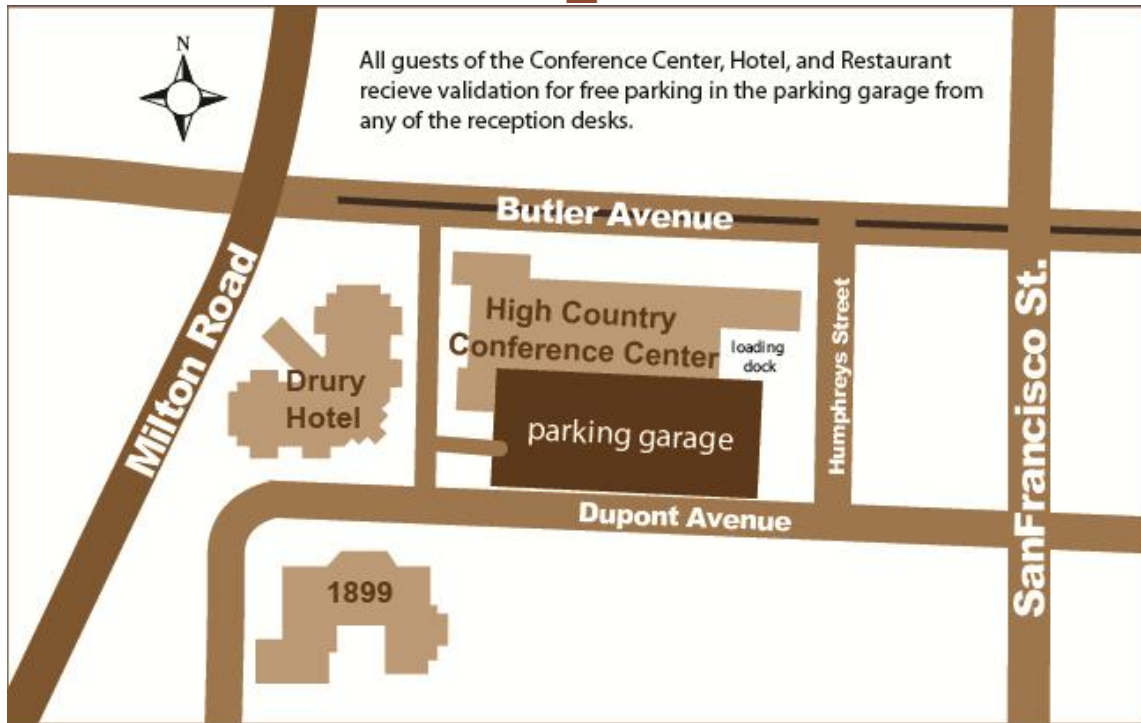 N
All guests of the Conference Center, Hotel, and Restaurant
recieve validation for free parking in the parking garage from
any of the reception desks.
Butler Avenue
Milton Road
High Country
Conference Center
loading
dock
Drury
Hotel
parking garage
Humphreys Street
SanFrancisco St.
Dupont Avenue
1899